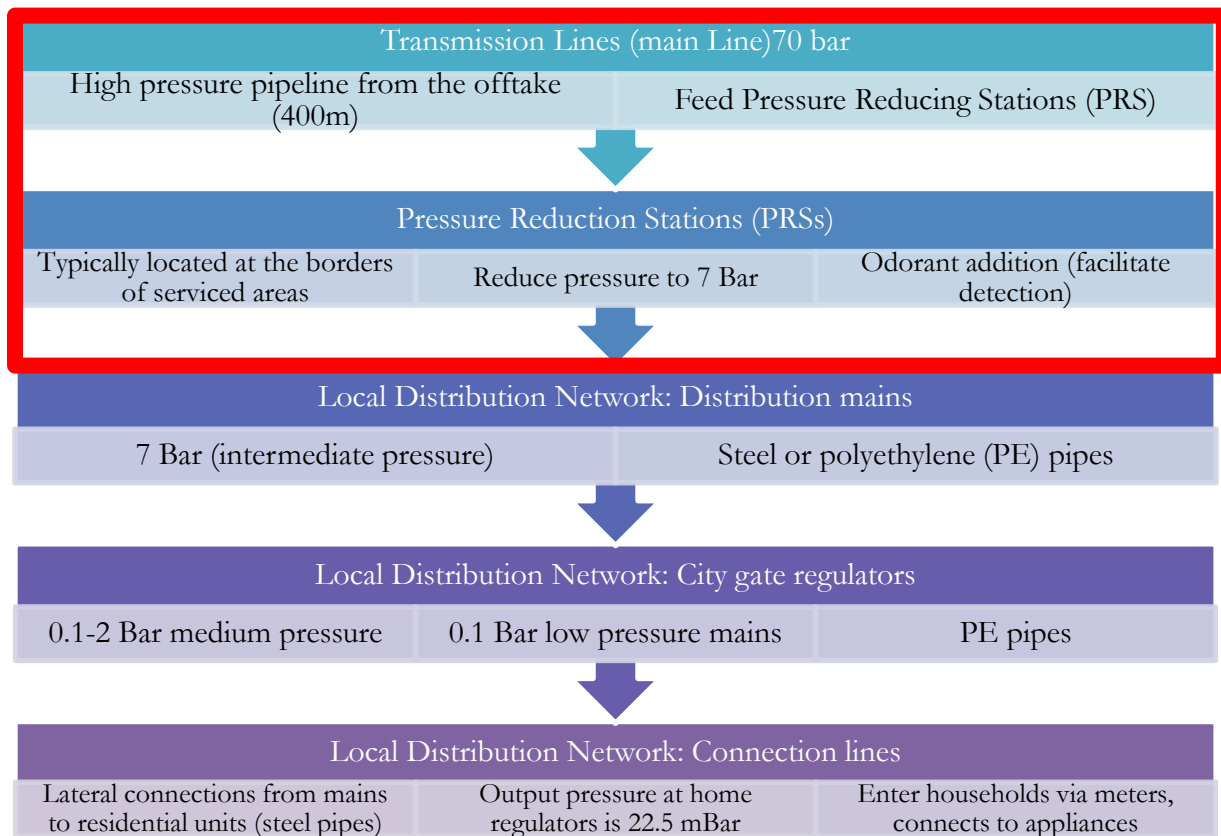 Transmission Lines (main Line)70 bar
High pressure pipeline from the offtake
(400m)
Feed Pressure Reducing Stations (PRS)
Pressure Reduction Stations (PRSs)
Typically located at the borders
of serviced areas
Reduce pressure to 7 Bar
Odorant addition (facilitate
detection)
Local Distribution Network: Distribution mains
7 Bar (intermediate pressure)
Steel or polyethylene (PE) pipes
Local Distribution Network: City gate regulators
0.1-2 Bar medium pressure
0.1 Bar low pressure mains
PE pipes
Local Distribution Network: Connection lines
Lateral connections from mains
to residential units (steel pipes)
Output pressure at home
regulators is 22.5 mBar
Enter households via meters,
connects to appliances